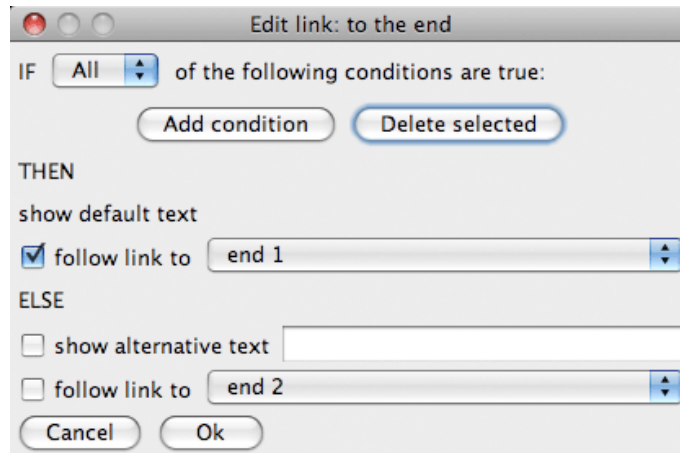 Edit link: to the end
IF All of the following conditions are true:
Add condition Delete selected
THEN
show default text
follow link to end 1
ELSE
show alternative text
follow link to end 2
Cancel Ok